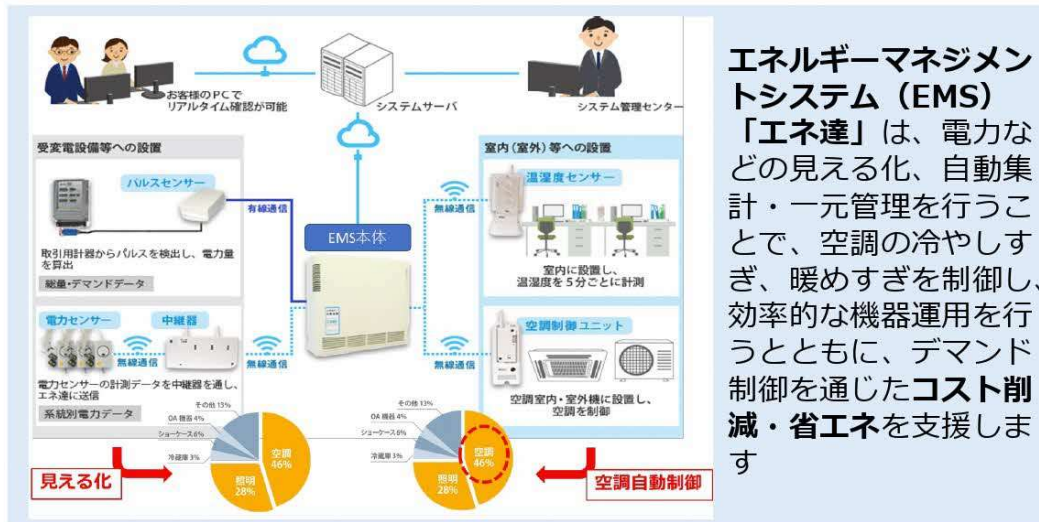 お客様のPCで
リアルタイム確認が可能
システムサーバ
システム管理センター
受変電設備等への設置
パルスセンサー
有線通信
取引用計器からパルスを検出し、電力量
を算出
総量・デマンドデータ
電力センサー
中継器
無線通信
無線通信
電力センサーの計測データを中継器を通し、
エネ達に送信
系統別電力データ
EMS本体
室内(室外)等への設置
温湿度センサー
無線通信
室内に設置し、
温湿度を5分ごとに計測
空調制御ユニット
無線通信
空調室内・室外機に設置し、
空調を制御
その他 13%
OA 機器 4%
ショーケース 6%
冷蔵庫 3%
照明
28%
空調
46%
見える化
その他 13%
OA 機器 4%
ショーケース 6%
冷蔵庫 3%
照明
28%
空調
46%
空調自動制御
エネルギーマネジメン
トシステム（EMS）
「エネ達」は、電力な
どの見える化、自動集
計・一元管理を行うこ
とで、空調の冷やしす
ぎ、暖めすぎを制御し、
効率的な機器運用を行
うとともに、デマンド
制御を通じたコスト削
減・省エネを支援しま
す